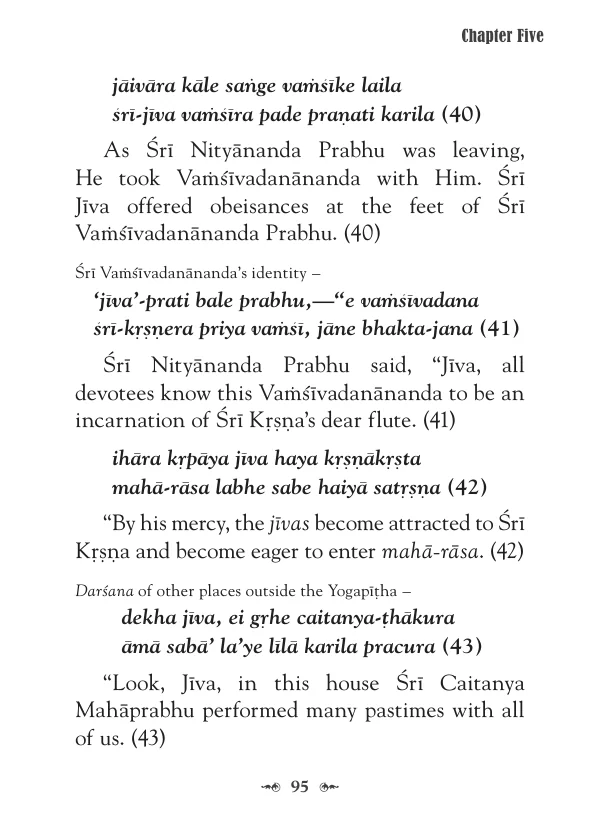 Chapter Five
jāivāra kāle saṅge vaṁśīke laila
śrī-jīva vaṁśīra pade praṇati karila (40)
As Śrī Nityānanda Prabhu was leaving,
He took Vaṁśīvadanānanda with Him. Śrī
Jīva offered obeisances at the feet of Śrī
Vaṁśīvadanānanda Prabhu. (40)
Śrī Vaṁśīvadanānanda’s identity –
‘jīva’-prati bale prabhu,—“e vaṁśīvadana
śrī-kṛṣṇera priya vaṁśī, jāne bhakta-jana (41)
Śrī Nityānanda Prabhu said, “Jīva, all
devotees know this Vaṁśīvadanānanda to be an
incarnation of Śrī Kṛṣṇa’s dear flute. (41)
ihāra kṛpāya jīva haya kṛṣṇākṛṣta
mahā-rāsa labhe sabe haiyā satṛṣṇa (42)
“By his mercy, the jīvas become attracted to Śrī
Kṛṣṇa and become eager to enter mahā-rāsa. (42)
Darśana of other places outside the Yogapīṭha –
dekha jīva, ei gṛhe caitanya-ṭhākura
āmā sabā’ la’ye līlā karila pracura (43)
“Look, Jīva, in this house Śrī Caitanya
Mahāprabhu performed many pastimes with all
of us. (43)
95